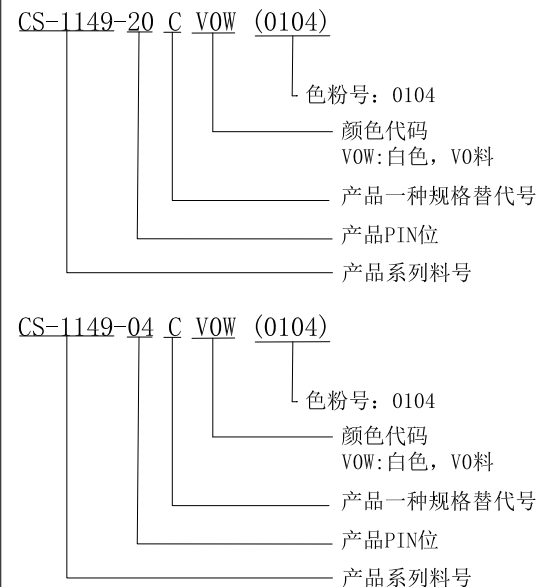 CS-1149-20 C V0W (0104)
色粉号：0104
颜色代码
V0W:白色，V0料
产品一种规格替代号
产品PIN位
产品系列料号
CS-1149-04 C V0W (0104)
色粉号：0104
颜色代码
V0W:白色，V0料
产品一种规格替代号
产品PIN位
产品系列料号